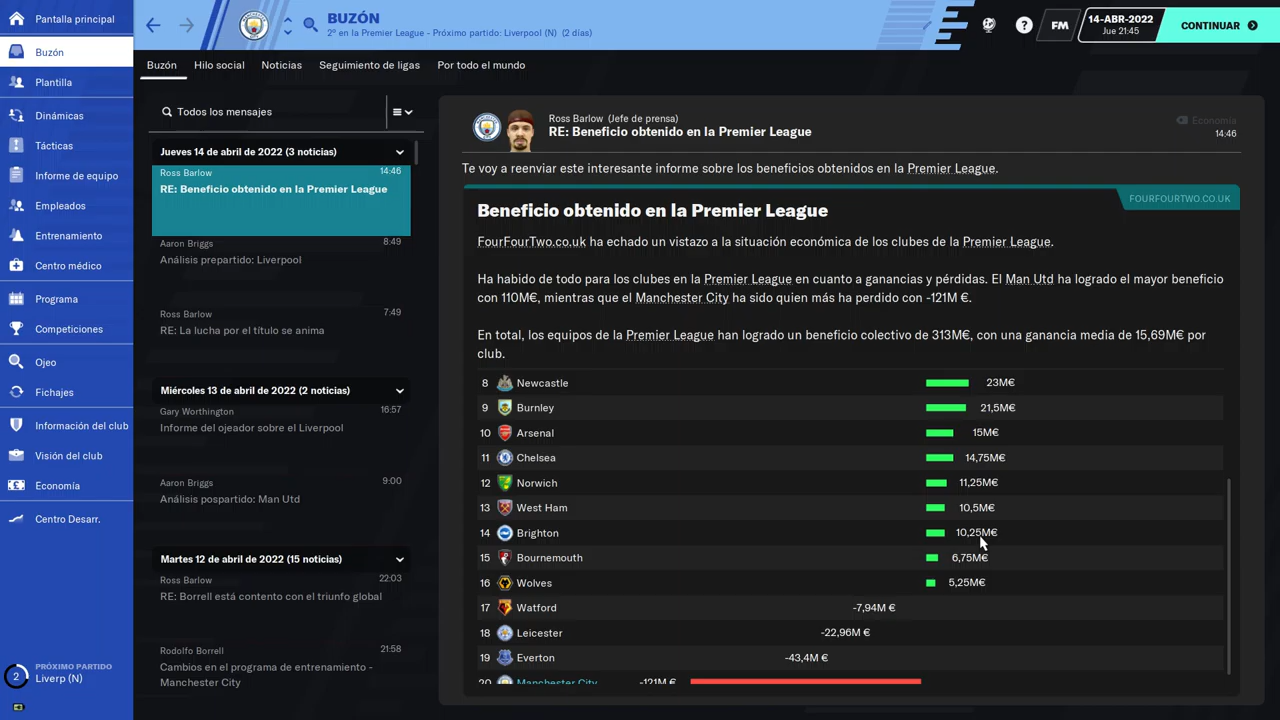 Pantalla principal
Buzón
Plantilla
Dinámicas
Tácticas
Informe de equipo
Empleados
Entrenamiento
Centro médico
Programa
Competiciones
Ojeo
Fichajes
Información del club
Visión del club
Economía
Centro Desarr.
2
PRÓXIMO PARTIDO
Liverp (N)
BUZÓN
2º en la Premier League - Próximo partido: Liverpool (N) (2 días)
?
FM
14-ABR-2022
Jue 21:45
CONTINUAR
Buzón Hilo social Noticias Seguimiento de ligas Por todo el mundo
Todos los mensajes
Jueves 14 de abril de 2022 (3 noticias)
Ross Barlow 14:46
RE: Beneficio obtenido en la Premier League
Aaron Briggs 8:49
Análisis prepartido: Liverpool
Ross Barlow 7:49
RE: La lucha por el título se anima
Miércoles 13 de abril de 2022 (2 noticias)
Gary Worthington 16:57
Informe del ojeador sobre el Liverpool
Aaron Briggs 9:00
Análisis pospartido: Man Utd
Martes 12 de abril de 2022 (15 noticias)
Ross Barlow 22:03
RE: Borrell está contento con el triunfo global
Rodolfo Borrell 21:58
Cambios en el programa de entrenamiento -
Manchester City
Ross Barlow (Jefe de prensa)
RE: Beneficio obtenido en la Premier League
Economía
14:46
Te voy a reenviar este interesante informe sobre los beneficios obtenidos en la Premier League.
FOURFOURTWO.CO.UK
Beneficio obtenido en la Premier League
FourFourTwo.co.uk ha echado un vistazo a la situación económica de los clubes de la Premier League.
Ha habido de todo para los clubes en la Premier League en cuanto a ganancias y pérdidas. El Man Utd ha logrado el mayor beneficio
con 110M€, mientras que el Manchester City ha sido quien más ha perdido con -121M €.
En total, los equipos de la Premier League han logrado un beneficio colectivo de 313M€, con una ganancia media de 15,69M€ por
club.
8 Newcastle 23M€
9 Burnley 21,5M€
10 Arsenal 15M€
11 Chelsea 14,75M€
12 Norwich 11,25M€
13 West Ham 10,5M€
14 Brighton 10,25M€
15 Bournemouth 6,75M€
16 Wolves 5,25M€
17 Watford -7,94M €
18 Leicester -22,96M €
19 Everton -43,4M €
20 Manchester City -121M €